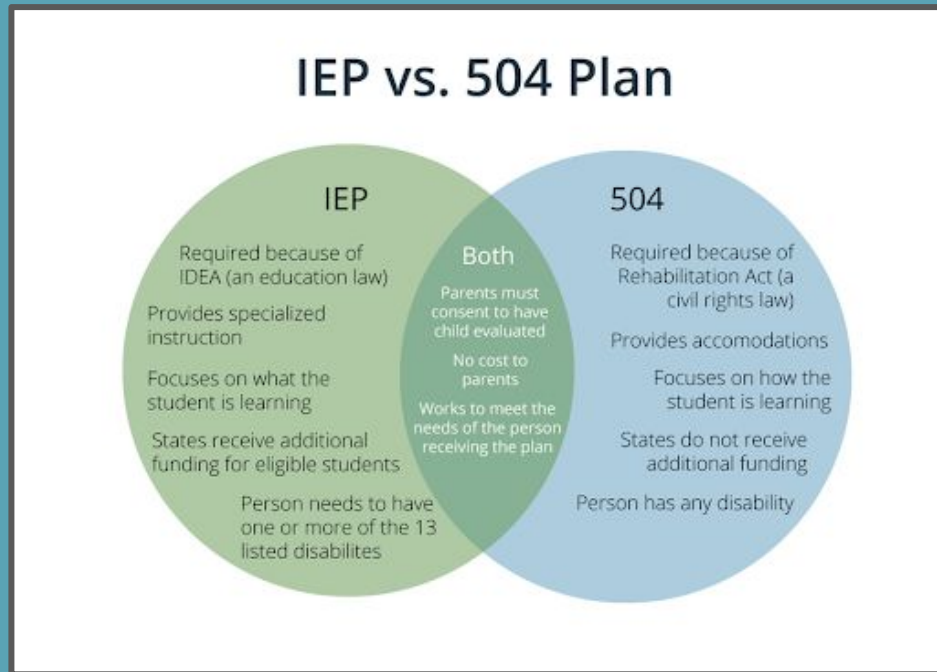 IEP vs. 504 Plan
IEP
Required because of
IDEA (an education law)
Provides specialized
instruction
Focuses on what the
student is learning
States receive additional
funding for eligible students
Person needs to have
one or more of the 13
listed disabilites
Both
Parents must
consent to have
child evaluated
No cost to
parents
Works to meet the
needs of the person
receiving the plan
504
Required because of
Rehabilitation Act (a
civil rights law)
Provides accomodations
Focuses on how the
student is learning
States do not receive
additional funding
Person has any disability